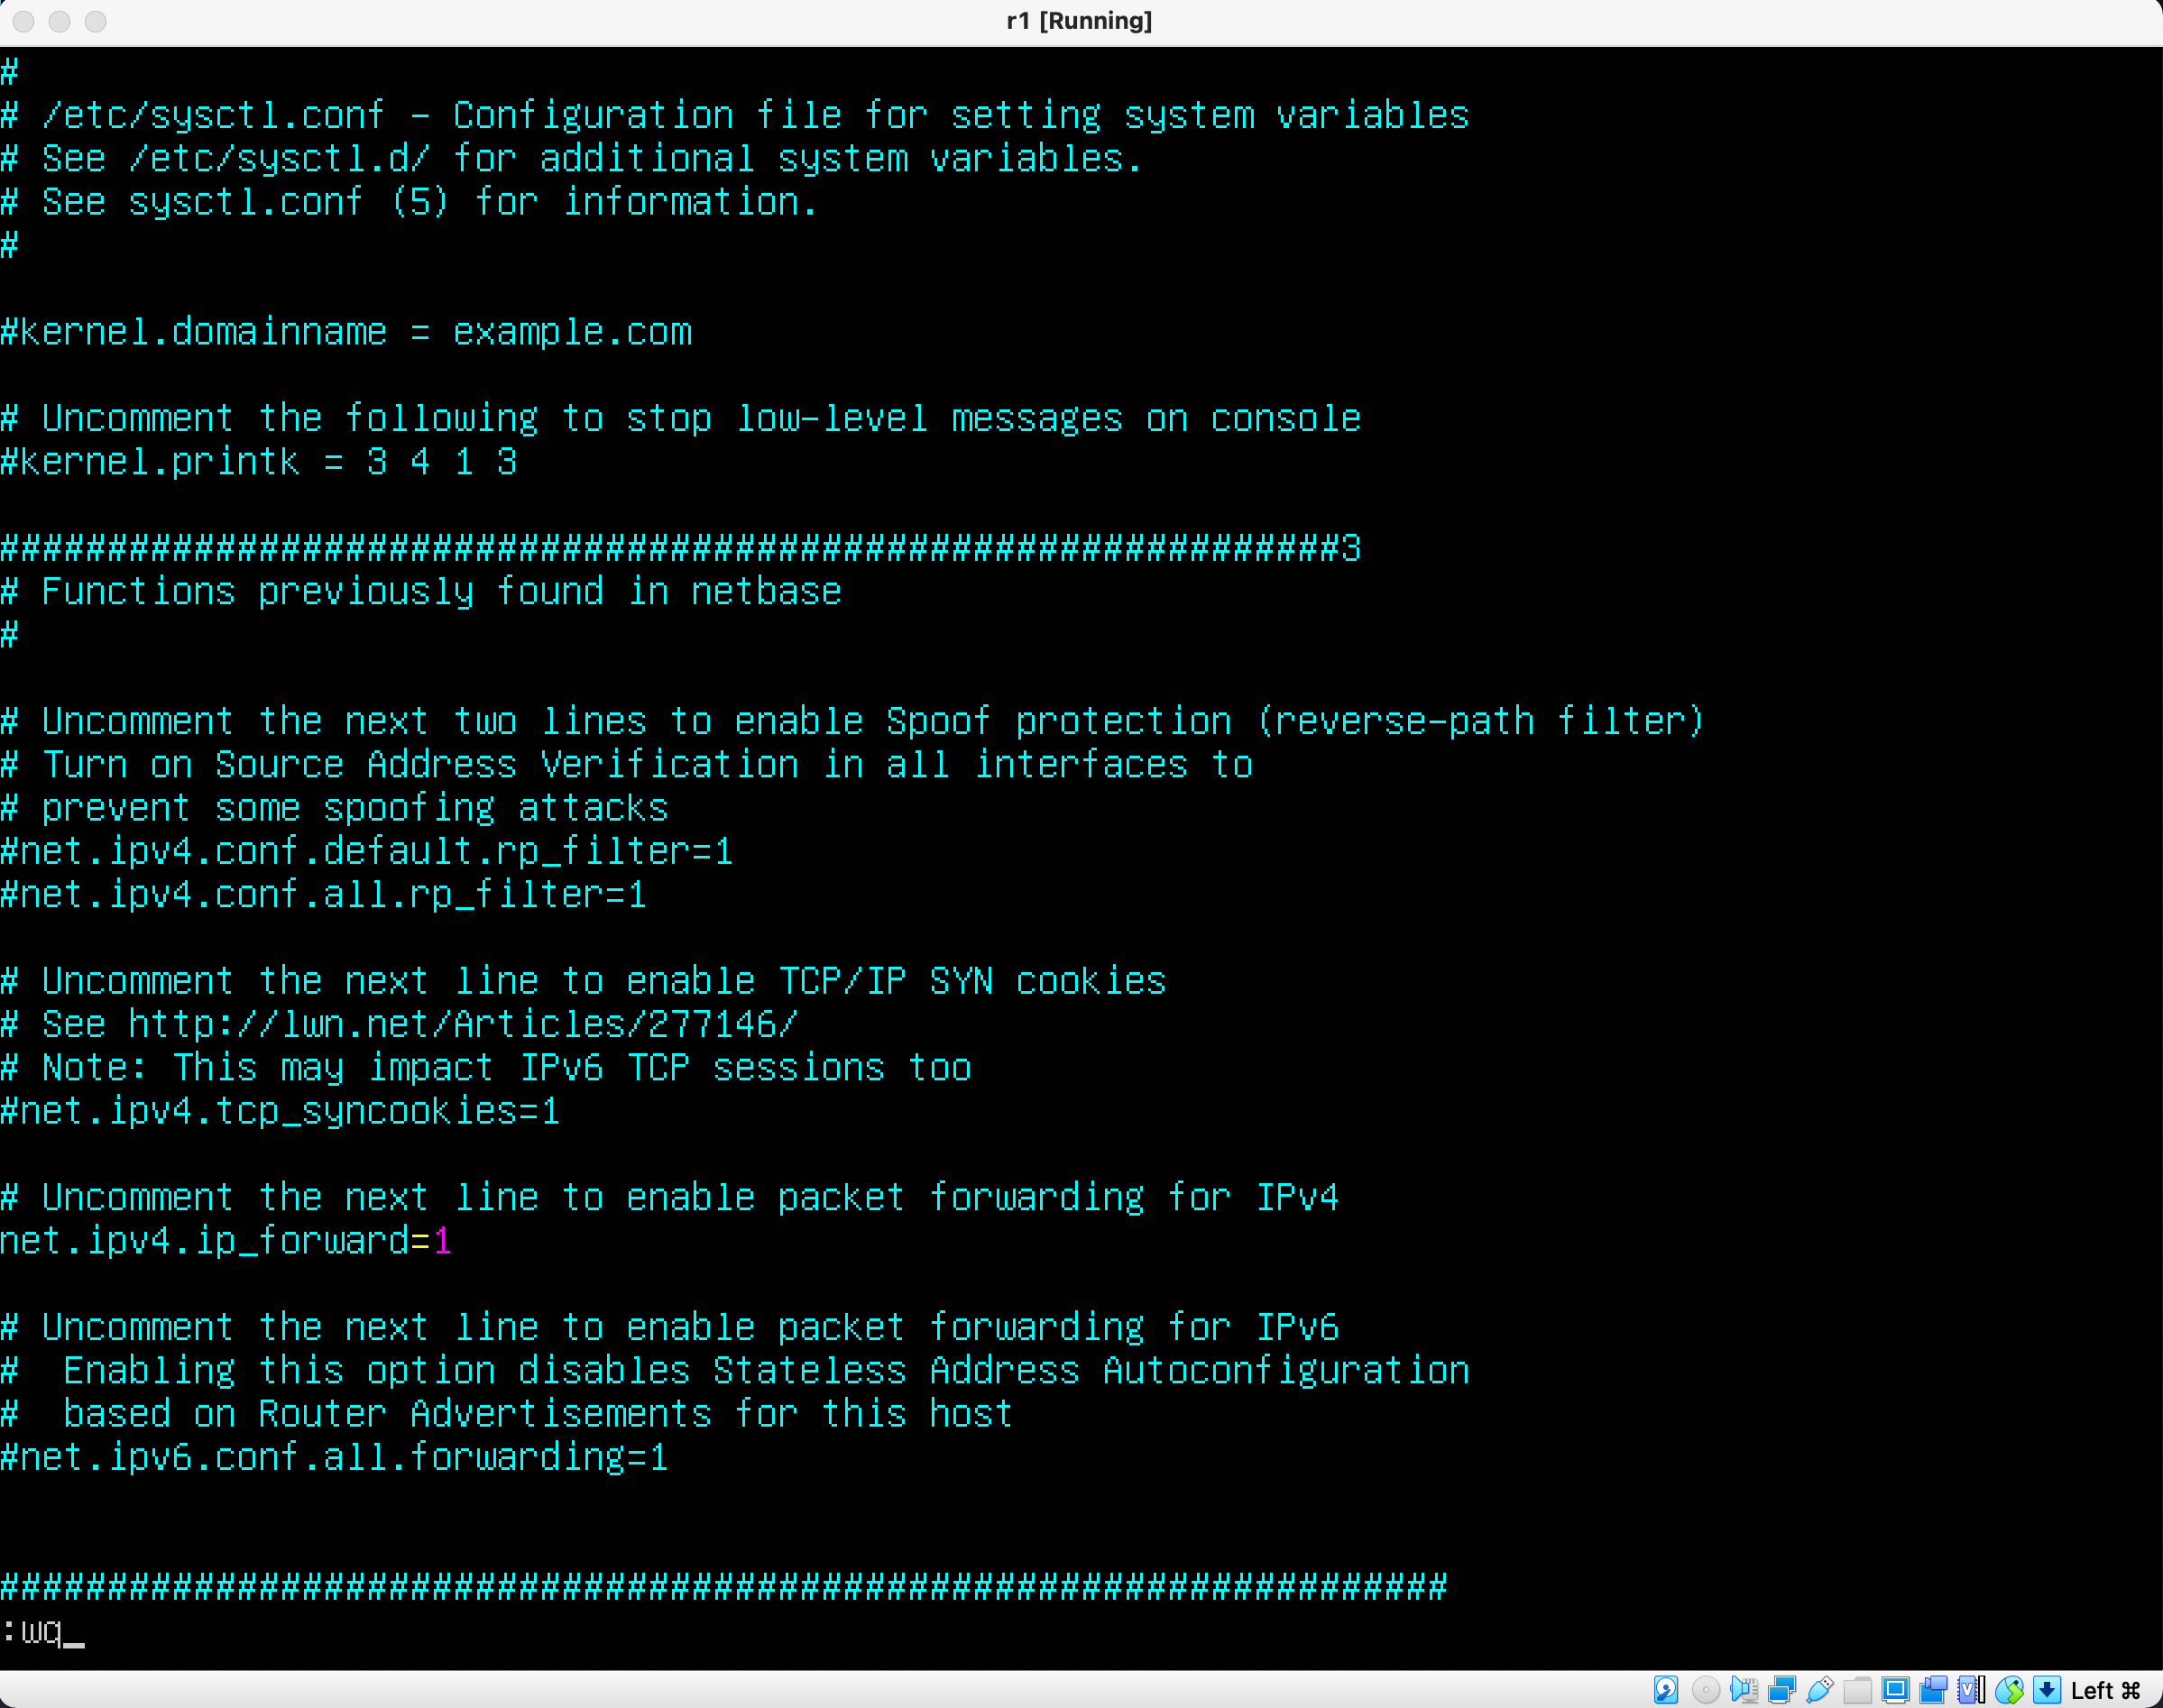 r1 [Running]
#
# /etc/sysctl.conf - Configuration file for setting system variables
# See /etc/sysctl.d/ for additional system variables.
# See sysctl.conf (5) for information.
#
#kernel.domainname = example.com
# Uncomment the following to stop low-level messages on console
#kernel.printk = 3 4 1 3
##############################################################3
# Functions previously found in netbase
#
# Uncomment the next two lines to enable Spoof protection (reverse-path filter)
# Turn on Source Address Verification in all interfaces to
# prevent some spoofing attacks
#net.ipv4.conf.default.rp_filter=1
#net.ipv4.conf.all.rp_filter=1
# Uncomment the next line to enable TCP/IP SYN cookies
# See http://lwn.net/Articles/277146/
# Note: This may impact IPv6 TCP sessions too
#net.ipv4.tcp_syncookies=1
# Uncomment the next line to enable packet forwarding for IPv4
net.ipv4.ip_forward=1
# Uncomment the next line to enable packet forwarding for IPv6
#  Enabling this option disables Stateless Address Autoconfiguration
#  based on Router Advertisements for this host
#net.ipv6.conf.all.forwarding=1
###################################################################
:wq_
Left ⌘